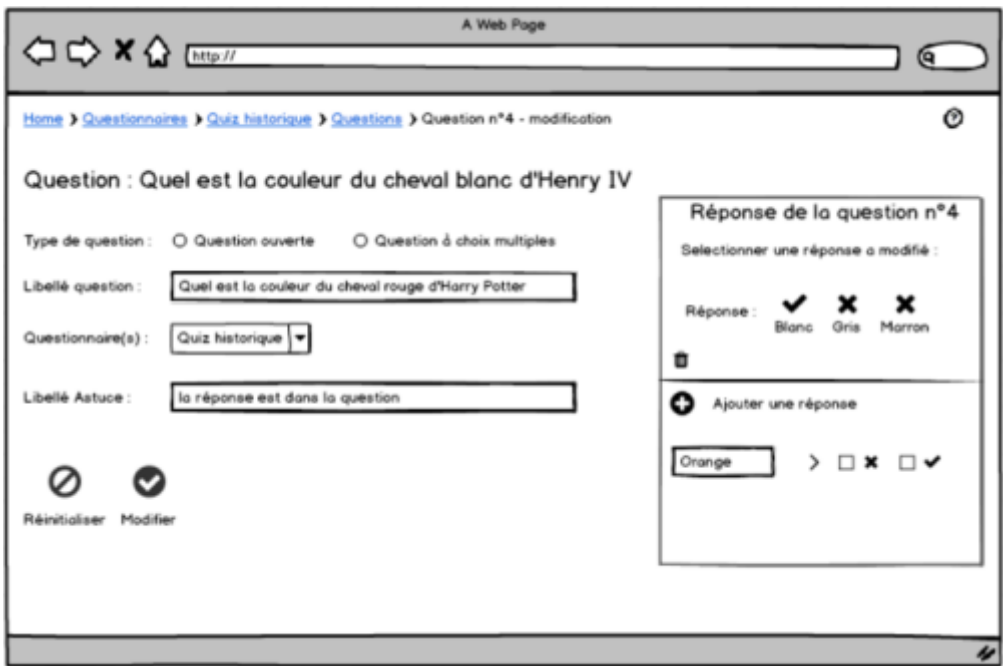 A Web Page
http://
Home > Questionnaires > Quiz historique > Questions > Question n°4 - modification
Question : Quel est la couleur du cheval blanc d'Henry IV
Type de question : Question ouverte Question à choix multiples
Libellé question : Quel est la couleur du cheval rouge d'Harry Potter
Questionnaire(s) : Quiz historique
Libellé Astuce : la réponse est dans la question
Réinitialiser Modifier
Réponse de la question n°4
Selectionner une réponse a modifié :
Réponse :
Blanc Gris Marron
Ajouter une réponse
Orange >